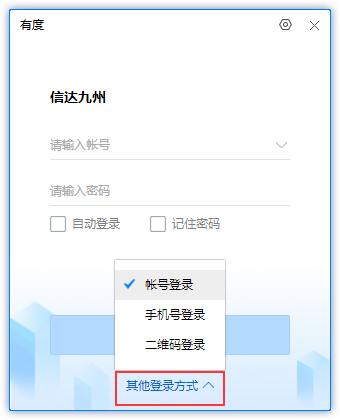 有度
信达九州
请输入帐号
请输入密码
自动登录 记住密码
帐号登录
手机号登录
二维码登录
其他登录方式